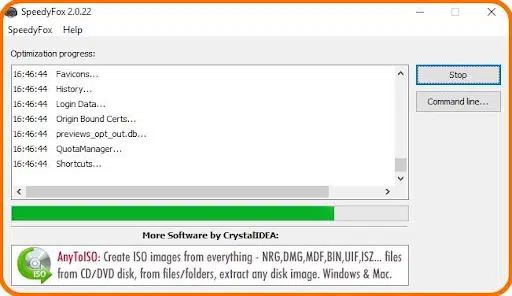 SpeedyFox 2.0.22
SpeedyFox Help
Optimization progress:
16:46:44 Favicons...
16:46:44 History...
16:46:44 Login Data...
16:46:44 Origin Bound Certs...
16:46:44 previews_opt_out.db...
16:46:44 QuotaManager...
16:46:44 Shortcuts...
Stop
Command line...
More Software by CrystalIDEA:
ISO
AnyToISO: Create ISO images from everything - NRG,DMG,MDF,BIN,UIF,ISZ... files
from CD/DVD disk, from files/folders, extract any disk image. Windows & Mac.